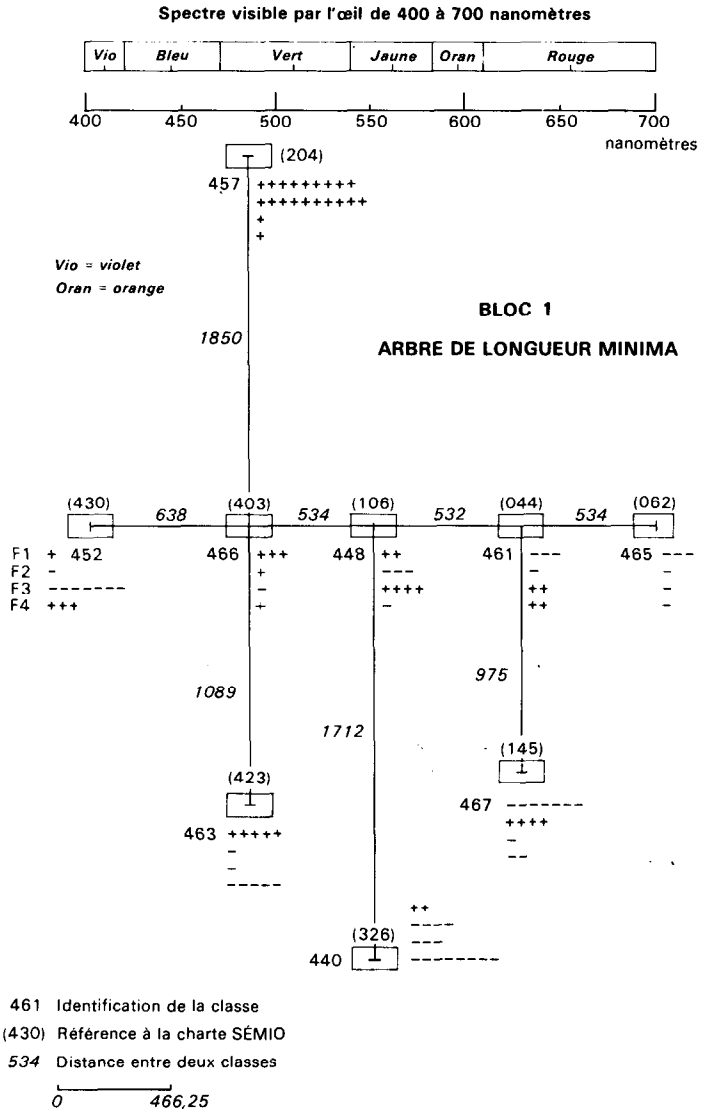 Spectre visible par l'œil de 400 à 700 nanomètres
Vio Bleu Vert Jaune Oran Rouge
400 450 500 550 600 650 700
nanomètres
(204)
457 +++++++++
++++++++++
+
+
Vio = violet
Oran = orange
BLOC 1
ARBRE DE LONGUEUR MINIMA
1850
(430) (403) (106) (044) (062)
638 534 532 534
F1 + 452 466 +++ 448 ++ 461 --- 465 ---
F2 - + --- - -
F3 ------- - ++++ ++ -
F4 +++ + - ++ -
1089
1712
975
(145)
467 -------
++++
-
--
(423)
463 +++++
-
-
-----
++
----
(326) ---
440 --------
461 Identification de la classe
(430) Référence à la charte SÉMIO
534 Distance entre deux classes
0 466,25